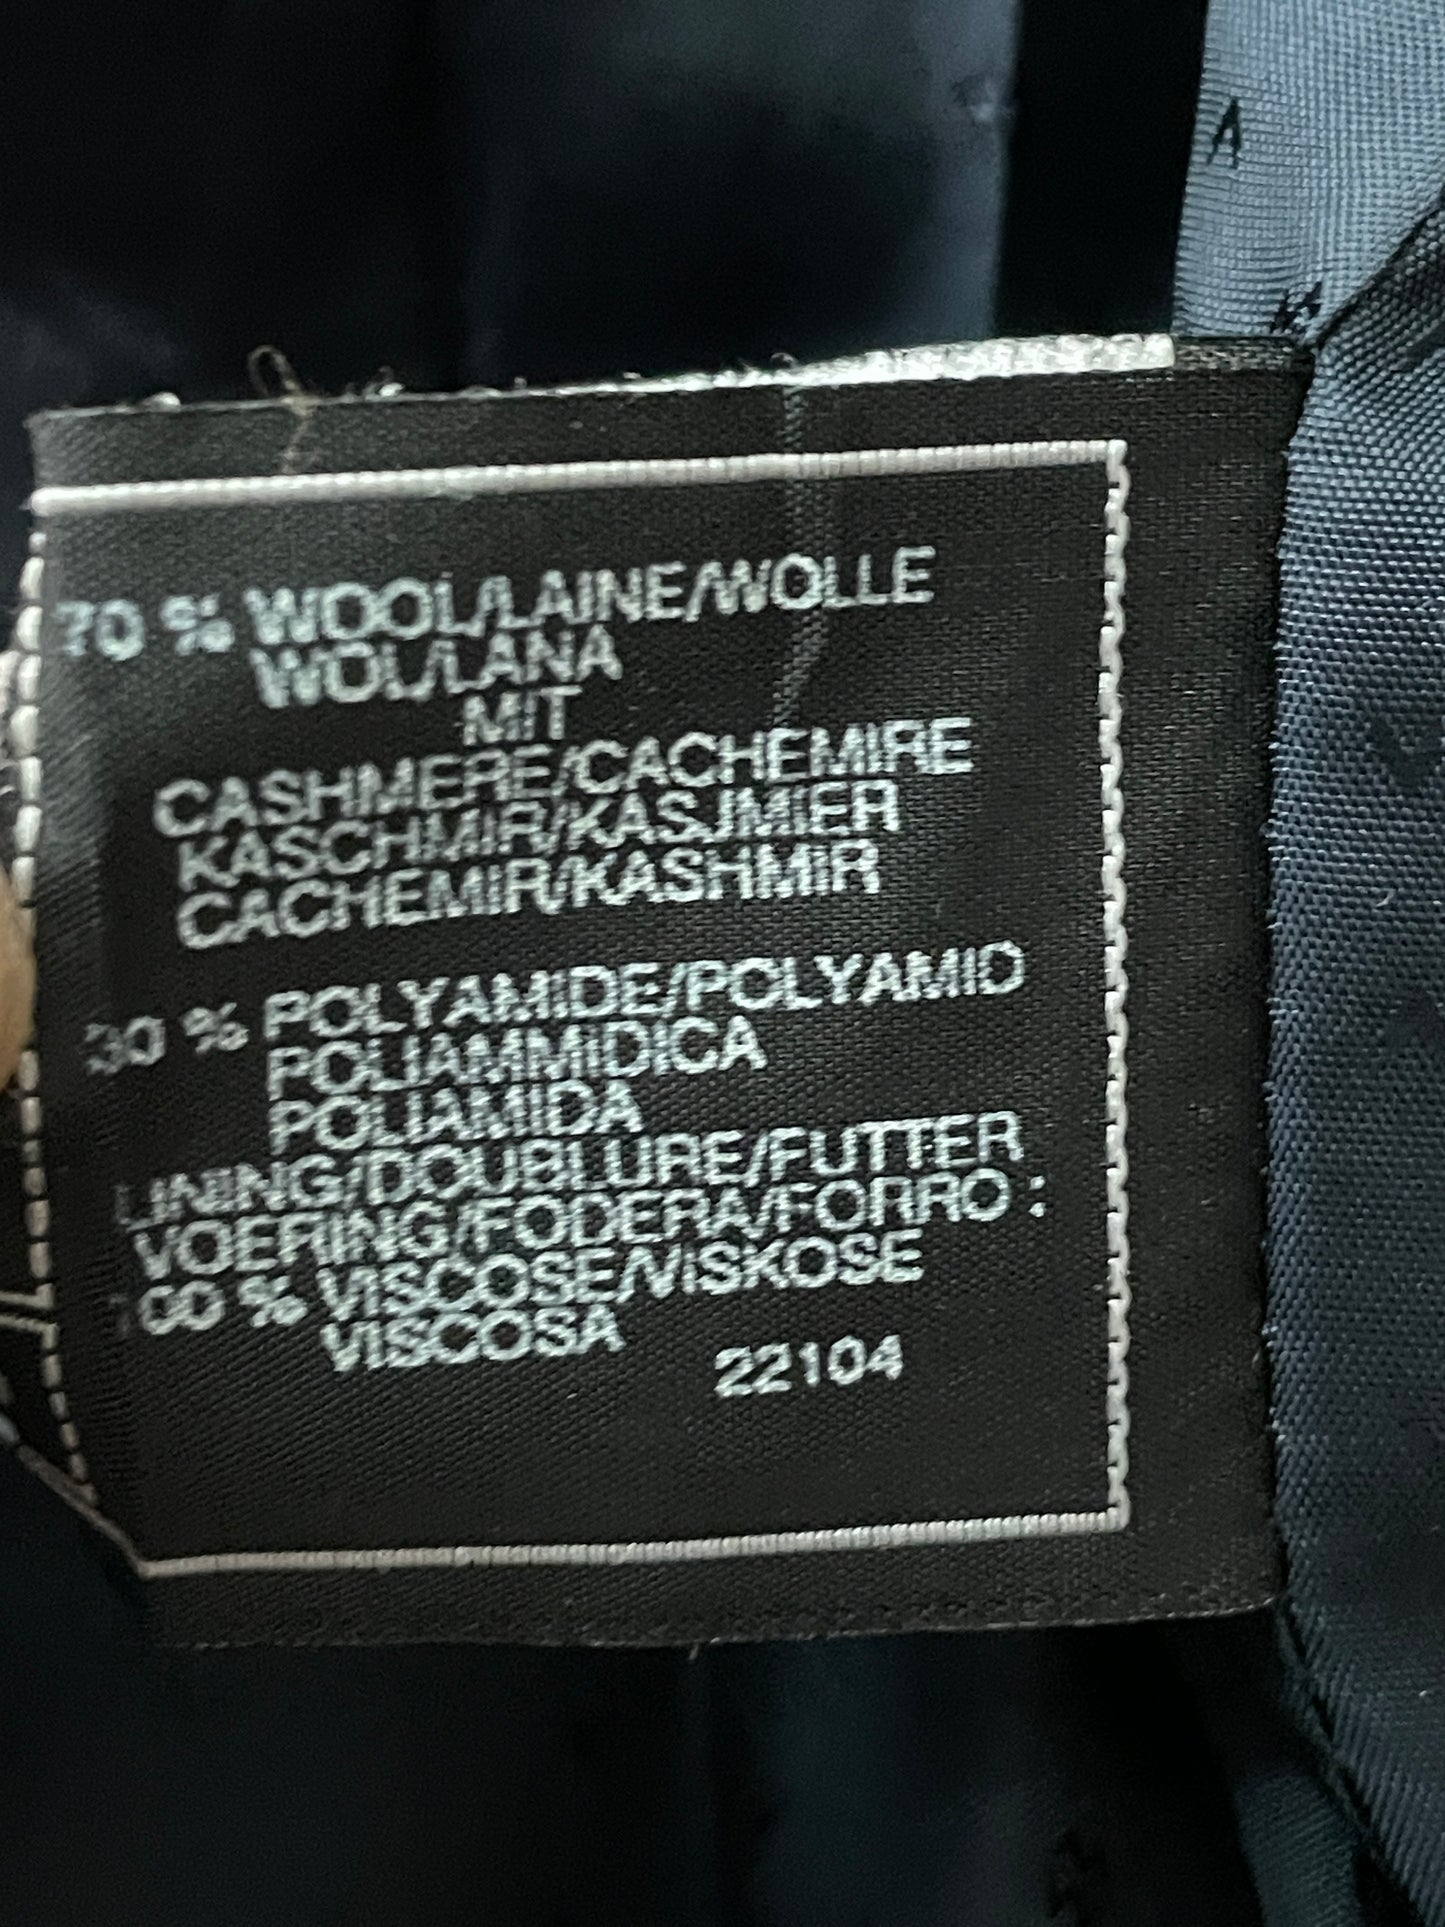 70 % WOOL/LAINE/WOLLE
WOL/LANA
MIT
CASHMERE/CACHEMIRE
KASCHMIR/KASJMIER
CACHEMIR/KASHMIR
30 % POLYAMIDE/POLYAMID
POLIAMMIDICA
POLIAMIDA
LINING/DOUBLURE/FUTTER
VOERING/FODERA/FORRO :
100 % VISCOSE/VISKOSE
VISCOSA
22104
A